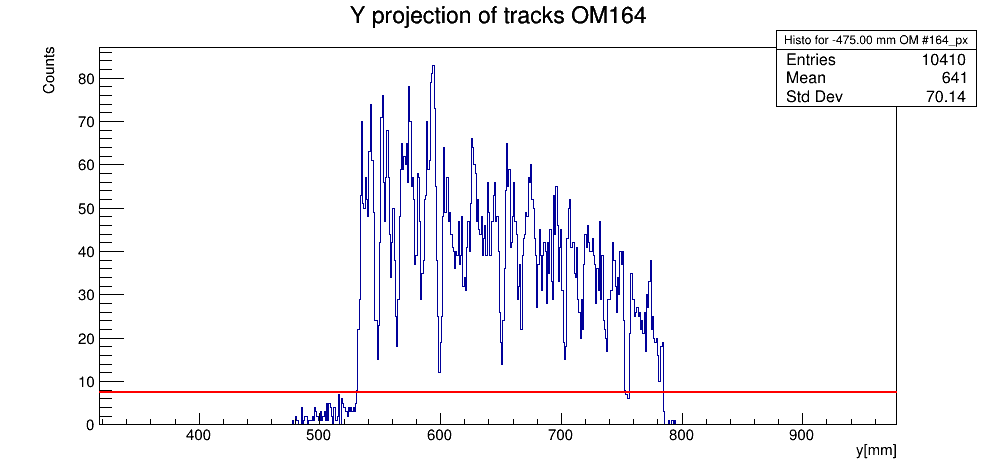 Y projection of tracks OM164
Histo for -475.00 mm OM #164_px
Entries 10410
Mean 641
Std Dev 70.14
Counts
80
70
60
50
40
30
20
10
0
400 500 600 700 800 900
y[mm]